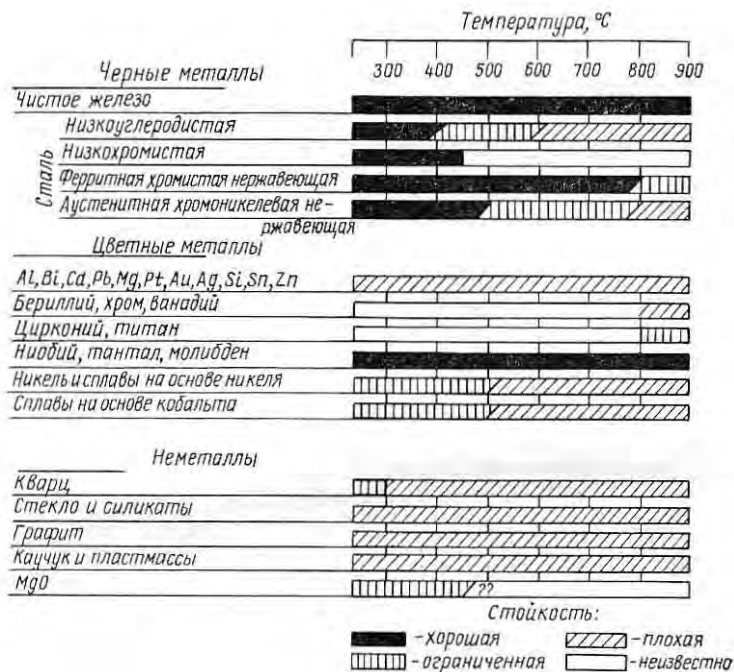 Температура, °С
Черные металлы
300 400 500 600 700 800 900
Чистое железо
Сталь
Низкоуглеродистая
Низкохромистая
Ферритная хромистая нержавеющая
Аустенитная хромоникелевая не-
ржавеющая
Цветные металлы
Al, Bi, Cd, Pb, Mg, Pt, Au, Ag, Si, Sn, Zn
Бериллий, хром, ванадий
Цирконий, титан
Ниобий, тантал, молибден
Никель и сплавы на основе никеля
Сплавы на основе кобальта
Неметаллы
Кварц
Стекло и силикаты
Графит
Каучук и пластмассы
MgO
??
Стойкость:
-хорошая
-плохая
-ограниченная
-неизвестно